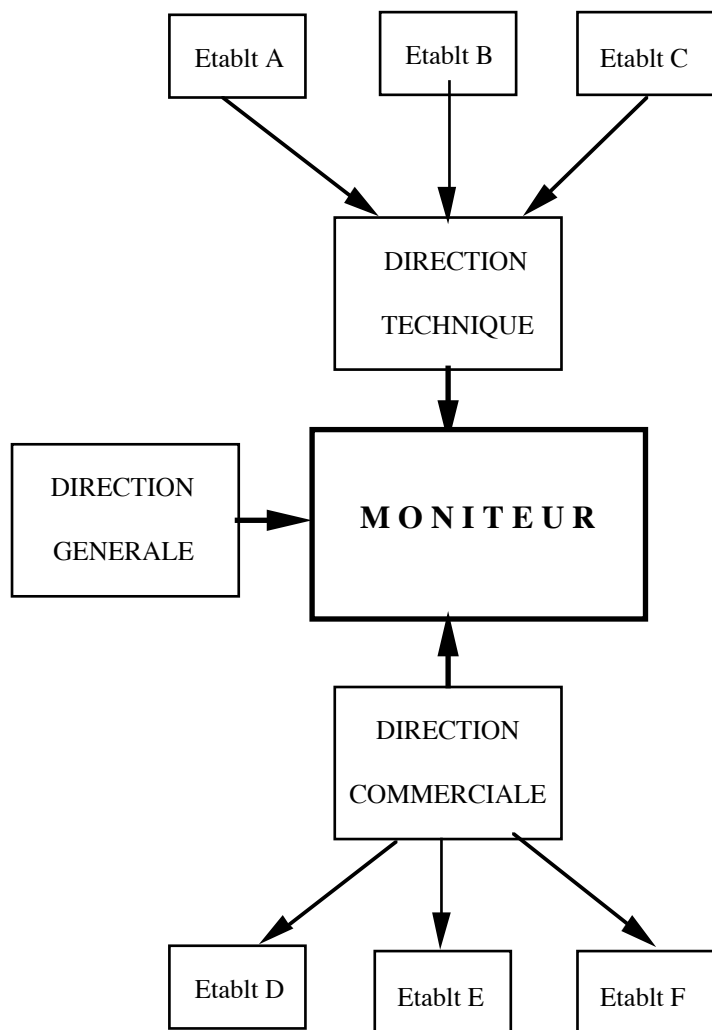 Etablt A
Etablt B
Etablt C
DIRECTION
TECHNIQUE
DIRECTION
GENERALE
M O N I T E U R
DIRECTION
COMMERCIALE
Etablt D
Etablt E
Etablt F